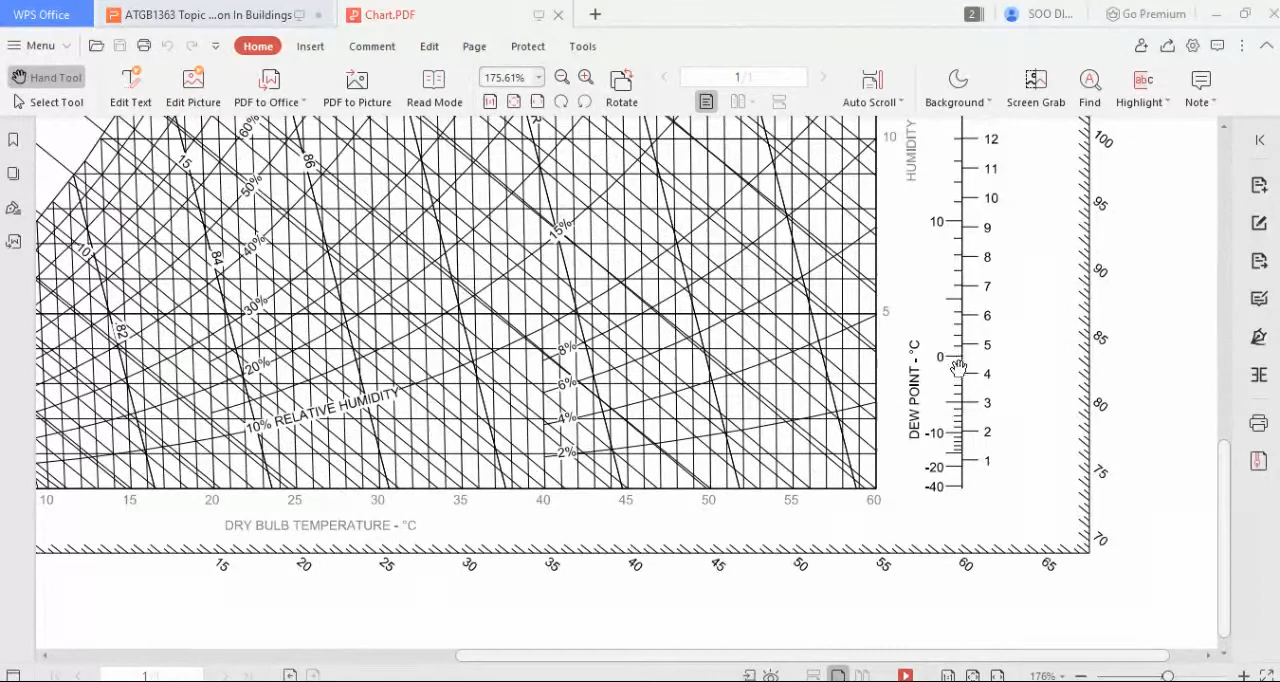 WPS Office
ATGB1363 Topic ...on In Buildings
Chart.PDF
2
SOO DI...
Go Premium
Menu
Home
Insert
Comment
Edit
Page
Protect
Tools
Hand Tool
Select Tool
Edit Text
Edit Picture
PDF to Office
PDF to Picture
Read Mode
175.61%
Rotate
1/1
Auto Scroll
Background
Screen Grab
Find
abc
Highlight
Note
60%
50%
40%
30%
20%
10% RELATIVE HUMIDITY
15
10
86
84
82
R
15%
8%
6%
4%
2%
10
5
HUMIDITY
10
0
-10
-20
-40
DEW POINT - °C
12
11
10
9
8
7
6
5
4
3
2
1
100
95
90
85
80
75
70
10 15 20 25 30 35 40 45 50 55 60
DRY BULB TEMPERATURE - °C
15 20 25 30 35 40 45 50 55 60 65
1/1
176%